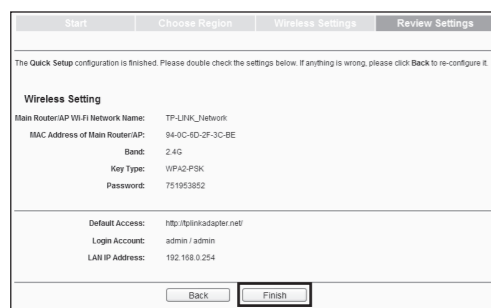 Start Choose Region Wireless Settings Review Settings
The Quick Setup configuration is finished. Please double check the settings below. If anything is wrong, please click Back to re-configure it.
Wireless Setting
Main Router/AP Wi-Fi Network Name: TP-LINK_Network
MAC Address of Main Router/AP: 94-0C-6D-2F-3C-BE
Band: 2.4G
Key Type: WPA2-PSK
Password: 751953852
Default Access: http://tplinkadapter.net/
Login Account: admin / admin
LAN IP Address: 192.168.0.254
Back Finish